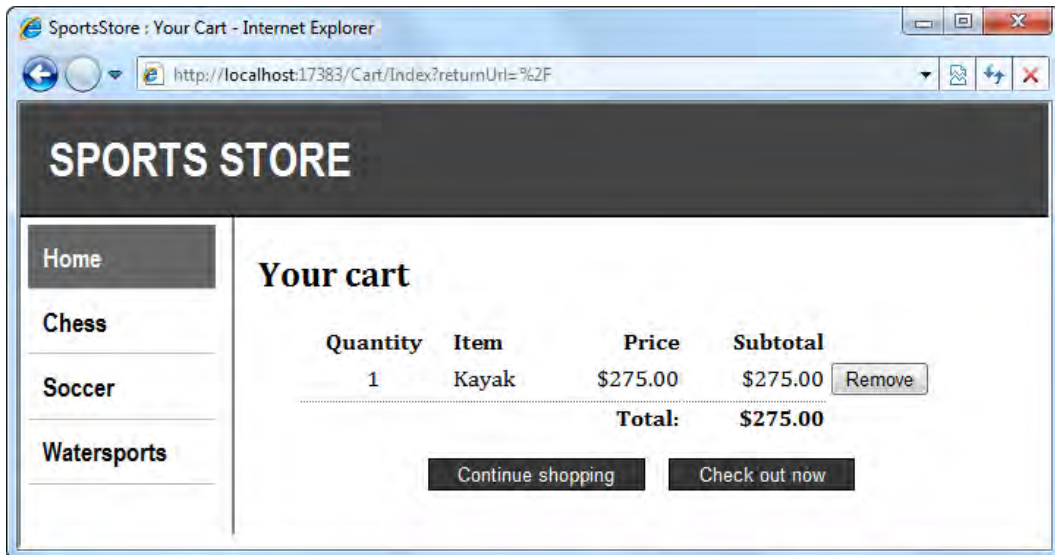 SportsStore : Your Cart - Internet Explorer
http://localhost:17383/Cart/Index?returnUrl=%2F
SPORTS STORE
Home
Chess
Soccer
Watersports
Your cart
Quantity Item Price Subtotal
1 Kayak $275.00 $275.00 Remove
Total: $275.00
Continue shopping Check out now